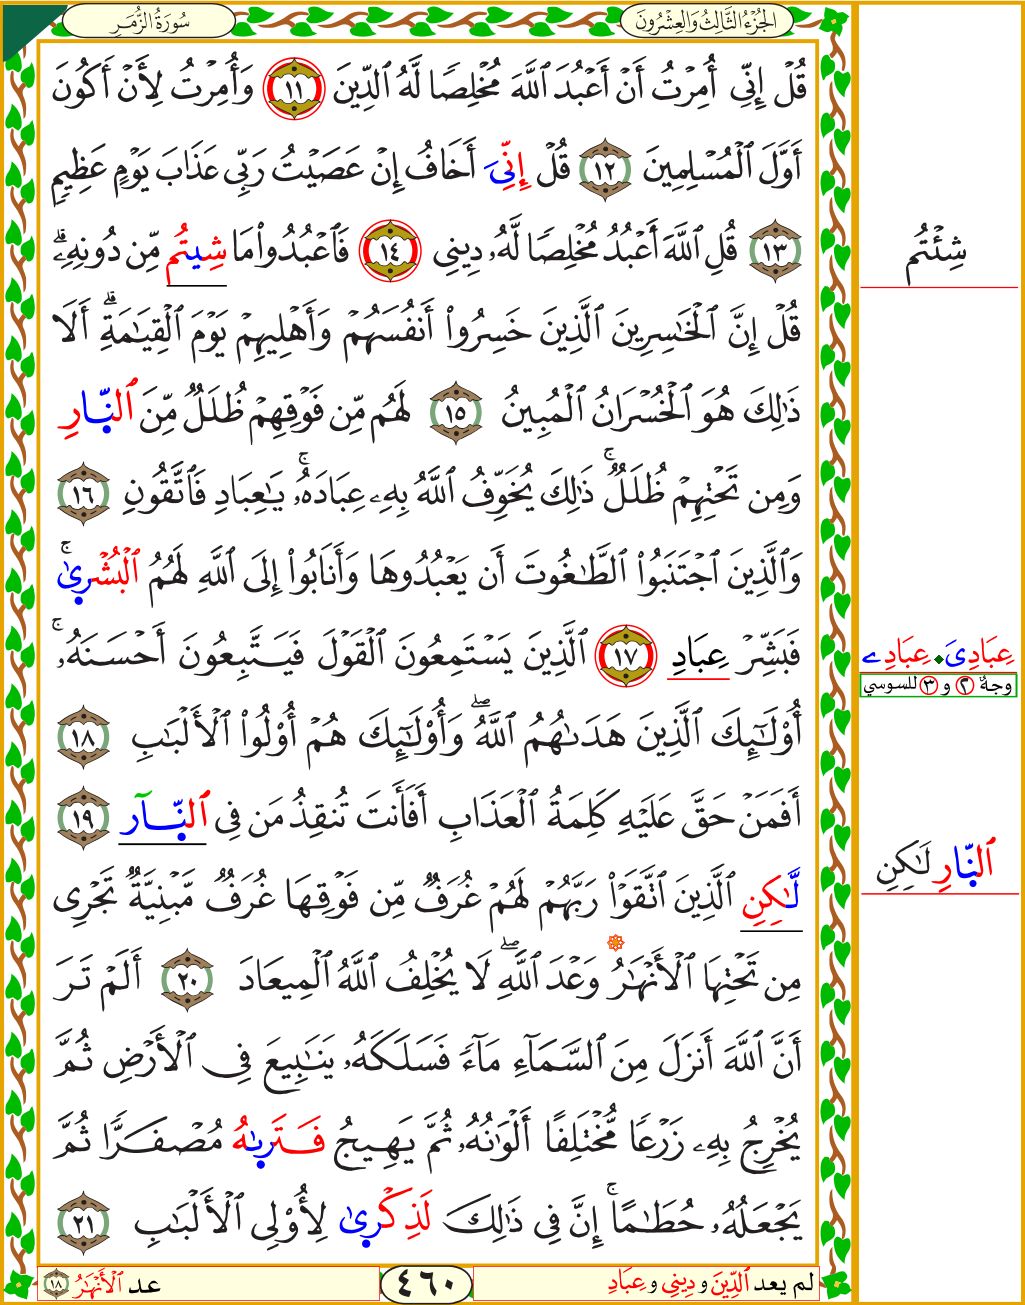 سُورَةُ الزُّمَرِ
الجُزْءُ الثَّالِثُ وَالعِشْرُونَ
قُلۡ إِنِّي أُمِرۡتُ أَنۡ أَعۡبُدَ ٱللَّهَ مُخۡلِصٗا لَّهُ ٱلدِّينَ ١١ وَأُمِرۡتُ لِأَنۡ أَكُونَ
أَوَّلَ ٱلۡمُسۡلِمِينَ ١٢ قُلۡ إِنِّيَ أَخَافُ إِنۡ عَصَيۡتُ رَبِّي عَذَابَ يَوۡمٍ عَظِيمٖ
١٣ قُلِ ٱللَّهَ أَعۡبُدُ مُخۡلِصٗا لَّهُۥ دِينِي ١٤ فَٱعۡبُدُواْ مَا شِيتُم مِّن دُونِهِۦۗ
قُلۡ إِنَّ ٱلۡخَٰسِرِينَ ٱلَّذِينَ خَسِرُوٓاْ أَنفُسَهُمۡ وَأَهۡلِيهِمۡ يَوۡمَ ٱلۡقِيَٰمَةِۗ أَلَا
ذَٰلِكَ هُوَ ٱلۡخُسۡرَانُ ٱلۡمُبِينُ ١٥ لَهُم مِّن فَوۡقِهِمۡ ظُلَلٞ مِّنَ ٱلنَّارِ
وَمِن تَحۡتِهِمۡ ظُلَلٞۚ ذَٰلِكَ يُخَوِّفُ ٱللَّهُ بِهِۦ عِبَادَهُۥۚ يَٰعِبَادِ فَٱتَّقُونِ ١٦
وَٱلَّذِينَ ٱجۡتَنَبُواْ ٱلطَّٰغُوتَ أَن يَعۡبُدُوهَا وَأَنَابُوٓاْ إِلَى ٱللَّهِ لَهُمُ ٱلۡبُشۡرَىٰۚ
فَبَشِّرۡ عِبَادِ ١٧ ٱلَّذِينَ يَسۡتَمِعُونَ ٱلۡقَوۡلَ فَيَتَّبِعُونَ أَحۡسَنَهُۥٓۚ
أُوْلَٰٓئِكَ ٱلَّذِينَ هَدَىٰهُمُ ٱللَّهُۖ وَأُوْلَٰٓئِكَ هُمۡ أُوْلُواْ ٱلۡأَلۡبَٰبِ ١٨
أَفَمَنۡ حَقَّ عَلَيۡهِ كَلِمَةُ ٱلۡعَذَابِ أَفَأَنتَ تُنقِذُ مَن فِي ٱلنَّار
لَّٰكِنِ ٱلَّذِينَ ٱتَّقَوۡاْ رَبَّهُمۡ لَهُمۡ غُرَفٞ مِّن فَوۡقِهَا غُرَفٞ مَّبۡنِيَّةٞ تَجۡرِي
مِن تَحۡتِهَا ٱلۡأَنۡهَٰرُۖ وَعۡدَ ٱللَّهِۖ لَا يُخۡلِفُ ٱللَّهُ ٱلۡمِيعَادَ ٢٠ أَلَمۡ تَرَ
أَنَّ ٱللَّهَ أَنزَلَ مِنَ ٱلسَّمَآءِ مَآءٗ فَسَلَكَهُۥ يَنَٰبِيعَ فِي ٱلۡأَرۡضِ ثُمَّ
يُخۡرِجُ بِهِۦ زَرۡعٗا مُّخۡتَلِفًا أَلۡوَٰنُهُۥ ثُمَّ يَهِيجُ فَتَرَىٰهُ مُصۡفَرّٗا ثُمَّ
يَجۡعَلُهُۥ حُطَٰمًاۚ إِنَّ فِي ذَٰلِكَ لَذِكۡرَىٰ لِأُوْلِي ٱلۡأَلۡبَٰبِ ٢١
شِئۡتُمُ
عِبَادِيَ عِبَادِے
وجهُ ٢ و ٣ للسوسي
ٱلنَّارِ لَٰكِنِ
لم يعد ٱلدِّينَ و دِينِي و عِبَادِ
٤٦٠
عد ٱلۡأَنۡهَٰرُ ١٨